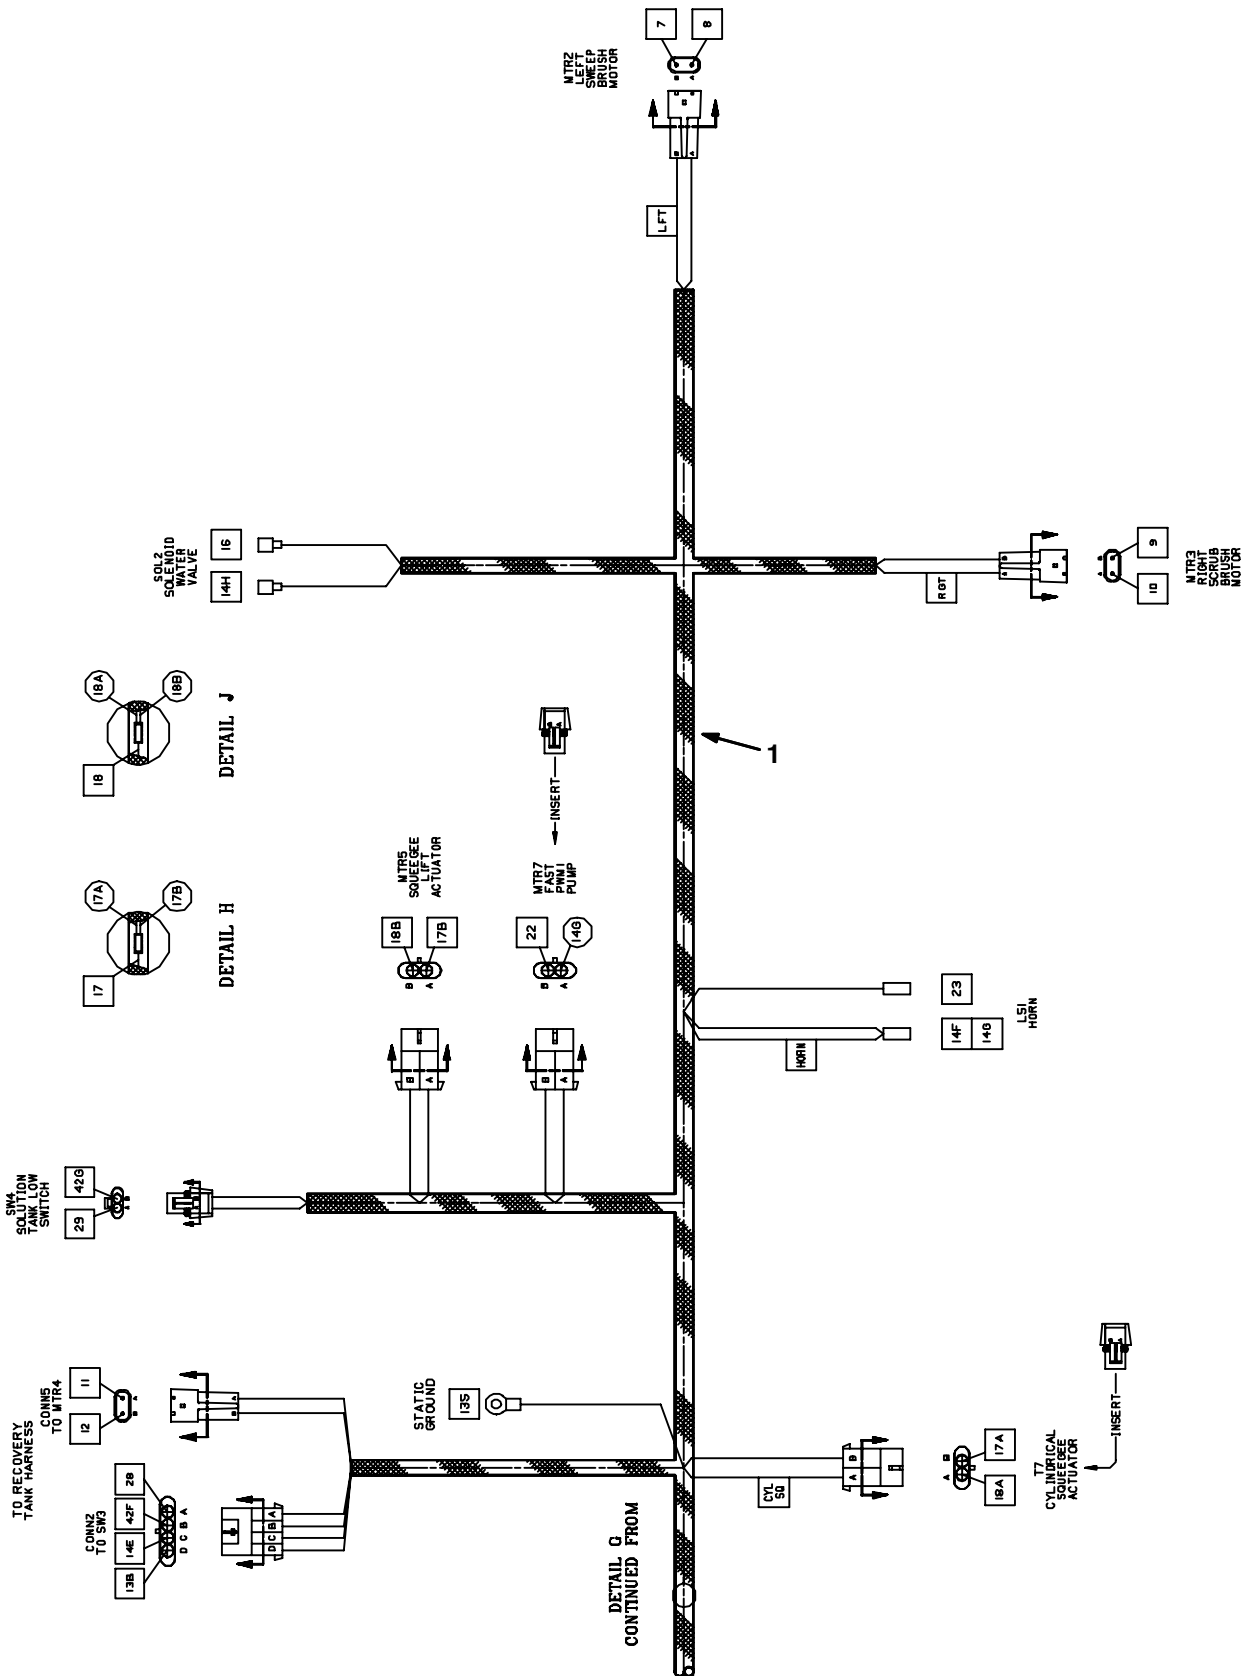 TO RECOVERY
TANK HARNESS
CONN2
TO SW3
13B
14E
42F
28
D C B A
D C B A
CONN5
TO MTR4
12
11
B A
B A
SW4
SOLUTION
TANK LOW
SWITCH
29
42G
A B
STATIC
GROUND
135
DETAIL G
CONTINUED FROM
CYL
SQ
A B
A B
18A
17A
T7
CYLINDRICAL
SQUEEGEE
ACTUATOR
INSERT
MTR5
SQUEEGEE
LIFT
ACTUATOR
18B
17B
B A
B A
MTR7
FAST
PWM1
PUMP
22
14G
B A
B A
INSERT
HORN
14F
14G
23
LS1
HORN
17
17A
17B
DETAIL H
18
18A
18B
DETAIL J
1
SOL2
SOLENOID
WATER
VALVE
14H
16
RGT
A B
A B
10
9
MTR3
RIGHT
SCRUB
BRUSH
MOTOR
LFT
B A
B A
7
8
MTR2
LEFT
SWEEP
BRUSH
MOTOR